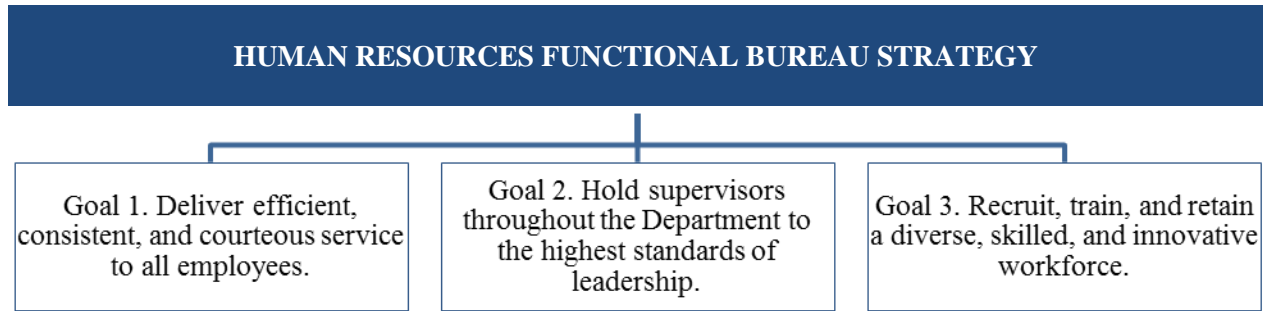 HUMAN RESOURCES FUNCTIONAL BUREAU STRATEGY
Goal 1. Deliver efficient,
consistent, and courteous service
to all employees.
Goal 2. Hold supervisors
throughout the Department to
the highest standards of
leadership.
Goal 3. Recruit, train, and retain
a diverse, skilled, and innovative
workforce.